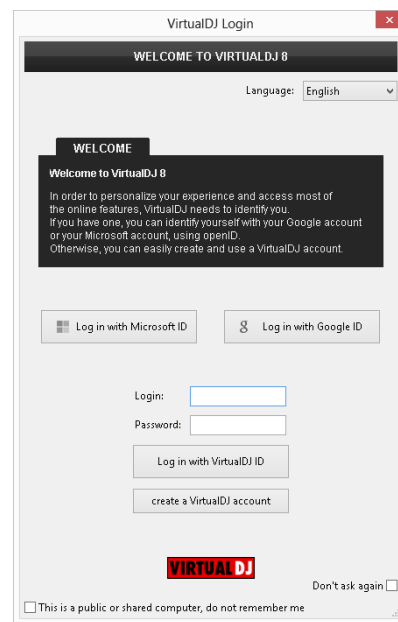 VirtualDJ Login
WELCOME TO VIRTUALDJ 8
Language: English
WELCOME
Welcome to VirtualDJ 8
In order to personalize your experience and access most of
the online features, VirtualDJ needs to identify you.
If you have one, you can identify yourself with your Google account
or your Microsoft account, using openID.
Otherwise, you can easily create and use a VirtualDJ account.
Log in with Microsoft ID
g Log in with Google ID
Login:
Password:
Log in with VirtualDJ ID
create a VirtualDJ account
VIRTUAL DJ
Don't ask again
This is a public or shared computer, do not remember me